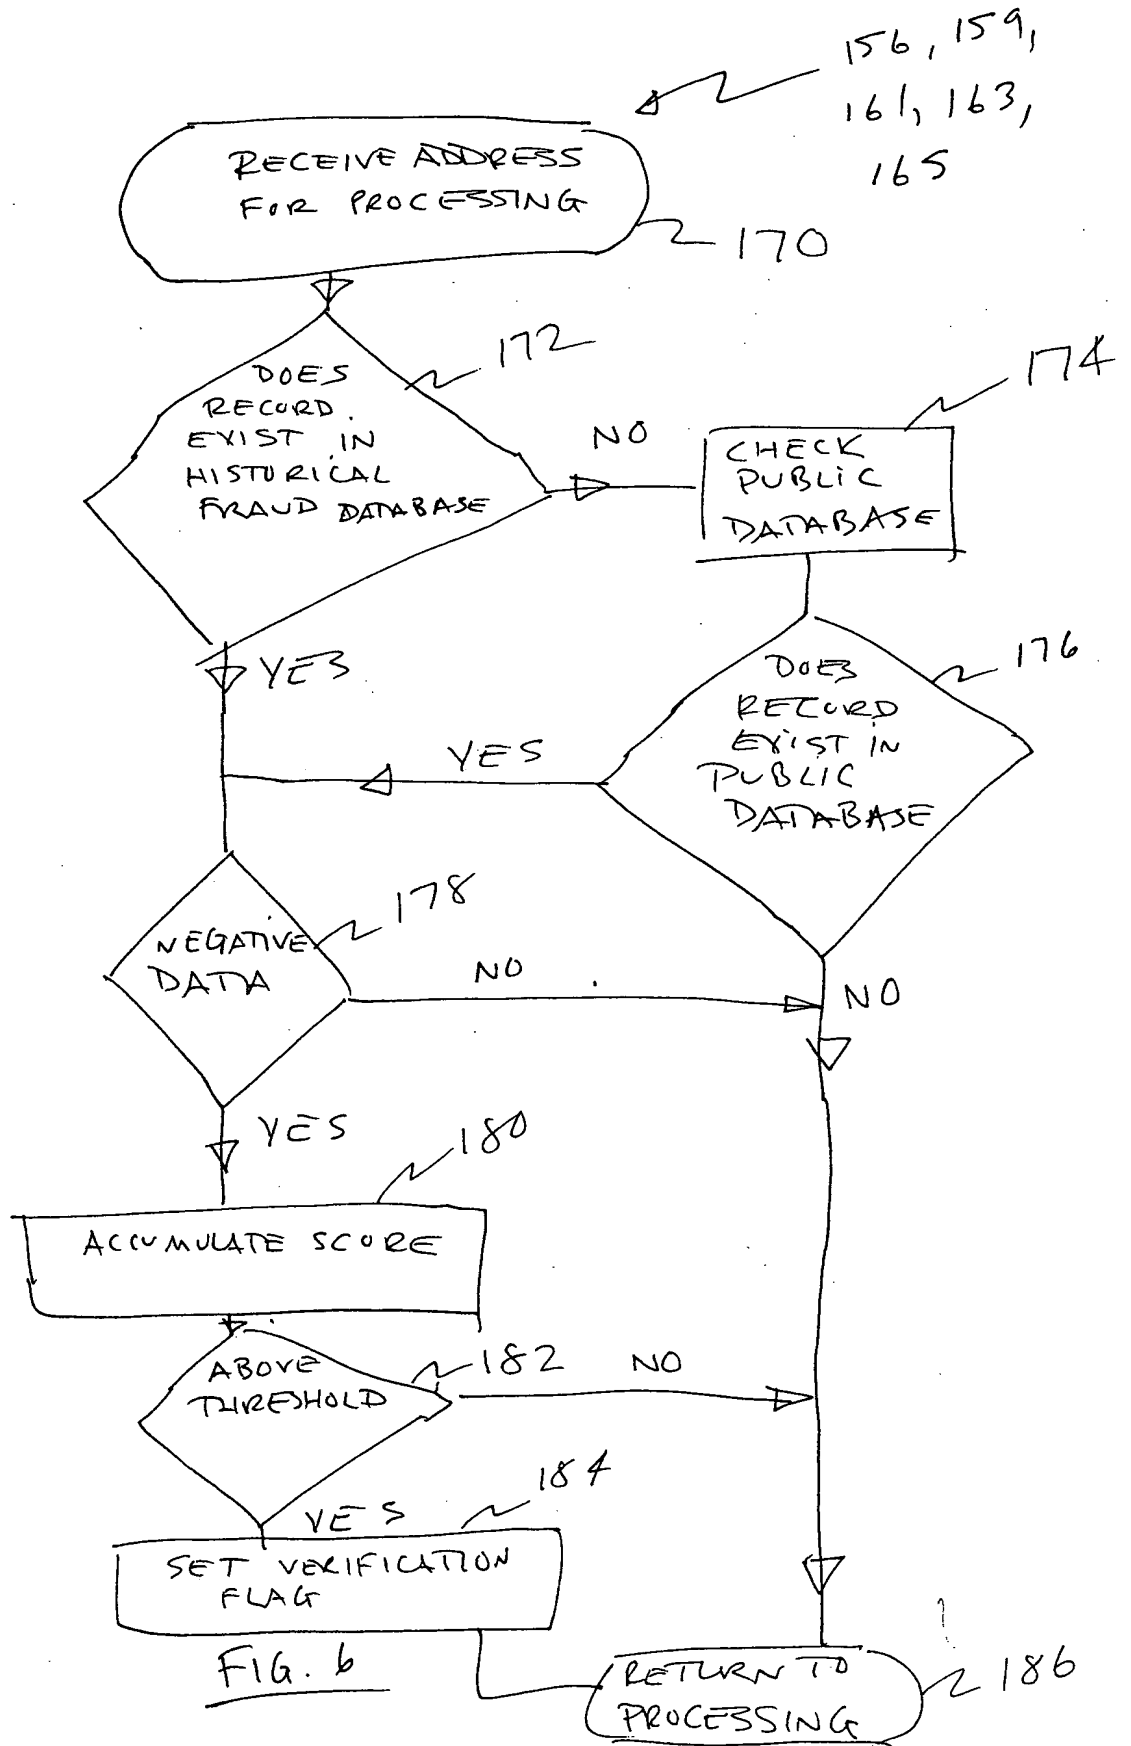 156, 159,
161, 163,
165
RECEIVE ADDRESS
FOR PROCESSING
170
172
DOES
RECORD
EXIST IN
HISTORICAL
FRAUD DATABASE
NO
174
CHECK
PUBLIC
DATABASE
YES
176
DOES
RECORD
EXIST IN
PUBLIC
DATABASE
YES
178
NEGATIVE
DATA
NO
NO
YES
180
ACCUMULATE SCORE
ABOVE
THRESHOLD
182
NO
184
YES
SET VERIFICATION
FLAG
FIG. 6
RETURN TO
PROCESSING
186